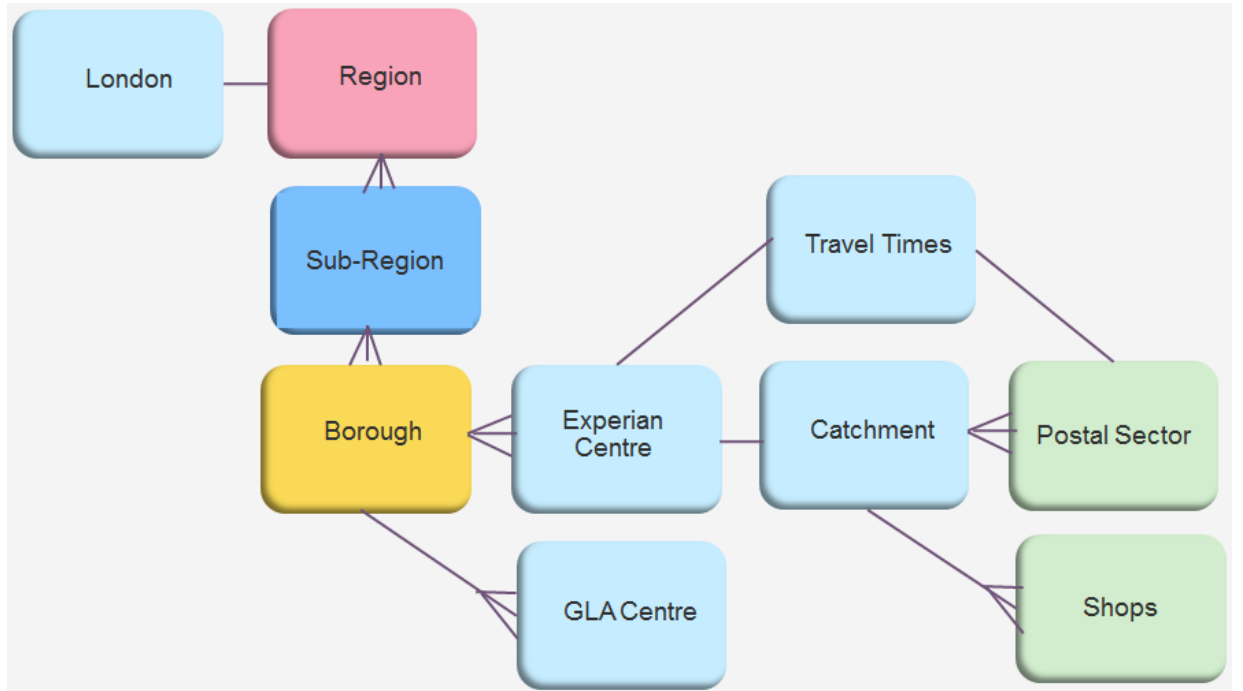 London
Region
Sub-Region
Travel Times
Borough
Experian
Centre
Catchment
Postal Sector
GLA Centre
Shops